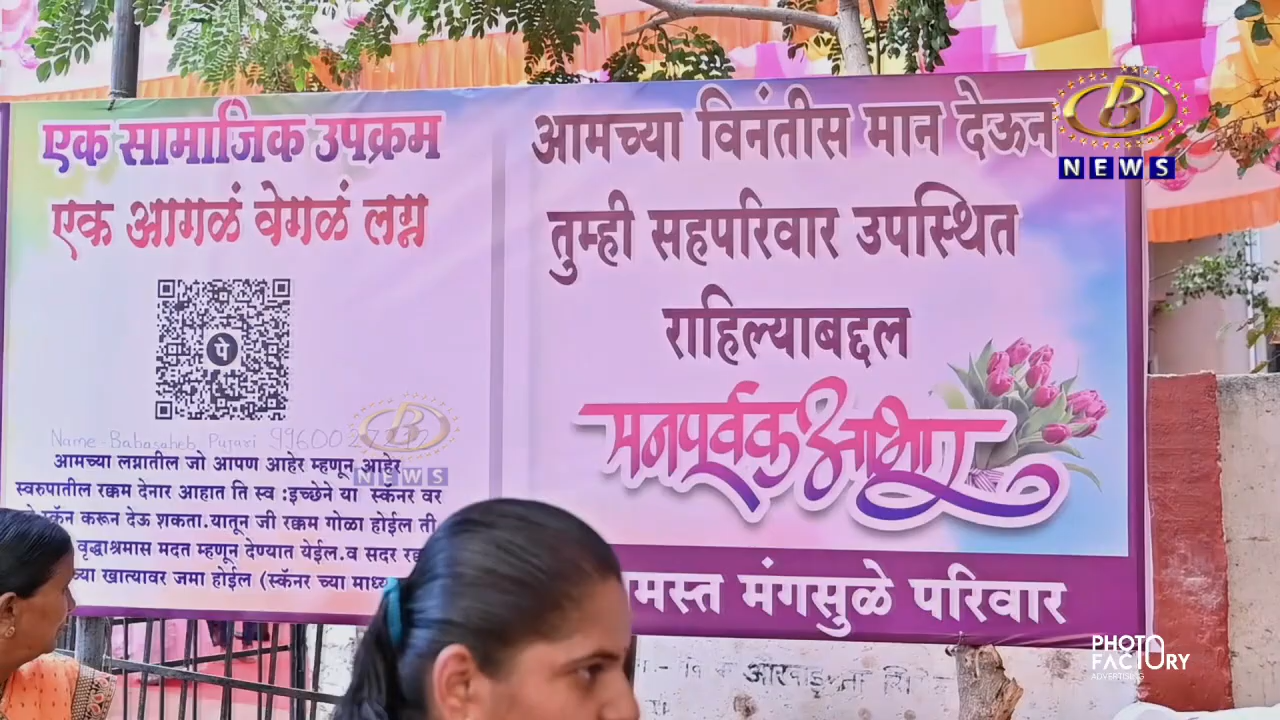 एक सामाजिक उपक्रम
एक आगळं वेगळं लग्न
Name - Babasaheb Pujari
आमच्या लग्नातील जो आपण आहेर म्हणून आहेर
स्वरुपातील रक्कम देनार आहात ति स्व :इच्छेने या स्कॅनर वर
स्कॅन करून देऊ शकता.यातून जी रक्कम गोळा होईल ती
वृद्धाश्रमास मदत म्हणून देण्यात येईल.व सदर
खात्यावर जमा होईल (स्कॅनर च्या
आमच्या विनंतीस मान देऊन
तुम्ही सहपरिवार उपस्थित
राहिल्याबद्दल
मनपूर्वक आभार
मंगसुळे परिवार
B
NEWS
B
NEWS
पे
PHOTO
FACTORY
ADVERTISING